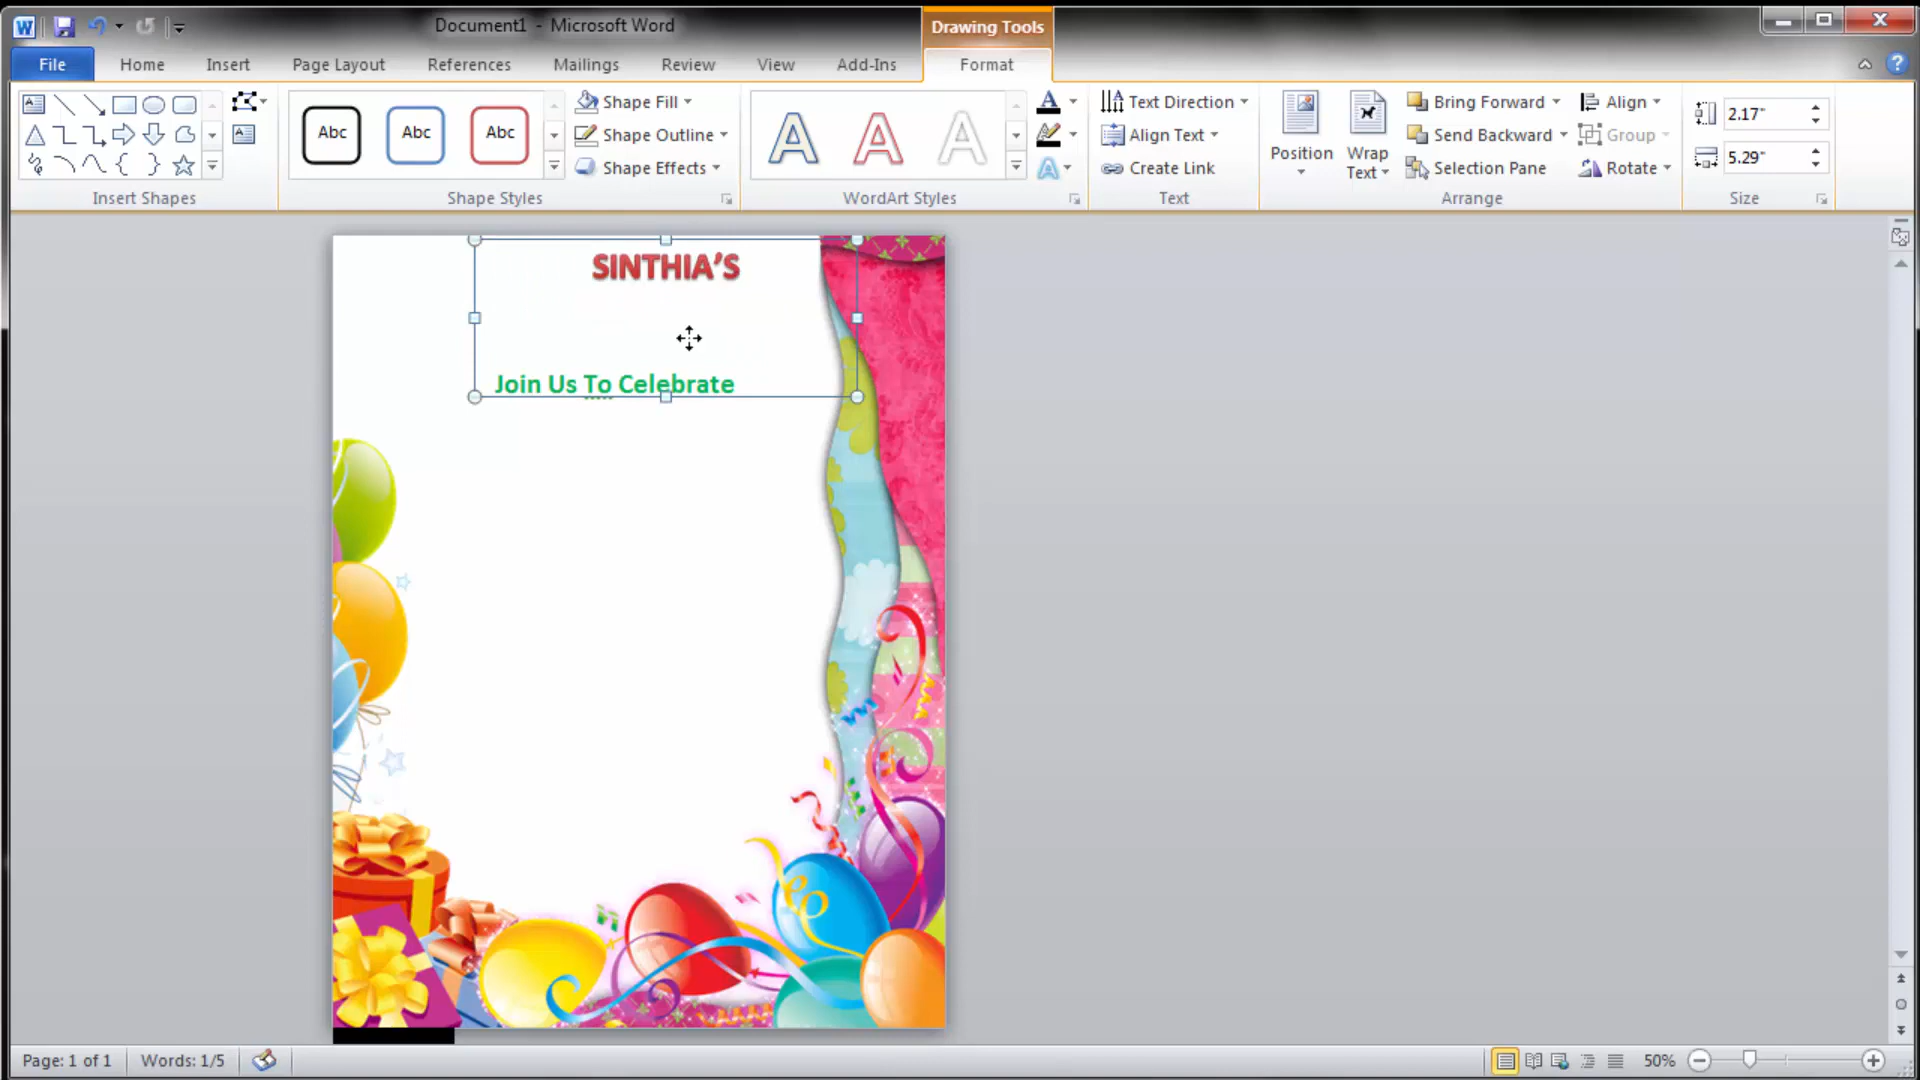 Document1 - Microsoft Word
Drawing Tools
File Home Insert Page Layout References Mailings Review View Add-Ins Format
Abc Abc Abc
Shape Fill
Shape Outline
Shape Effects
A A A
Text Direction
Align Text
Create Link
Position
Wrap Text
Bring Forward
Send Backward
Selection Pane
Align
Group
Rotate
2.17"
5.29"
Insert Shapes Shape Styles WordArt Styles Text Arrange Size
SINTHIA'S
Join Us To Celebrate
Page: 1 of 1 Words: 1/5 50%